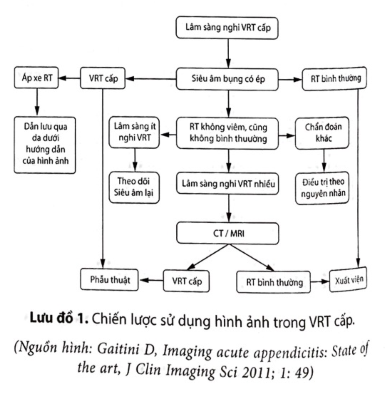 Lâm sàng nghi VRT cấp
Áp xe RT
VRT cấp
Siêu âm bụng có ép
RT bình thường
Dẫn lưu qua
da dưới
hướng dẫn
của hình ảnh
Lâm sàng ít
nghi VRT
RT không viêm, cũng
không bình thuường
Chẩn đoán
khác
Theo dõi
Siêu âm lại
Lâm sàng nghi VRT nhiều
Điều trị theo
nguyên nhân
CT / MRI
Phẫu thuật
VRT cấp
RT bình thường
Xuất viện
Lưu đồ 1. Chiến lược sử dụng hình ảnh trong VRT cấp.
(Nguồn hình: Gaitini D, Imaging acute appendicitis: State of
the art, J Clin Imaging Sci 2011; 1: 49)